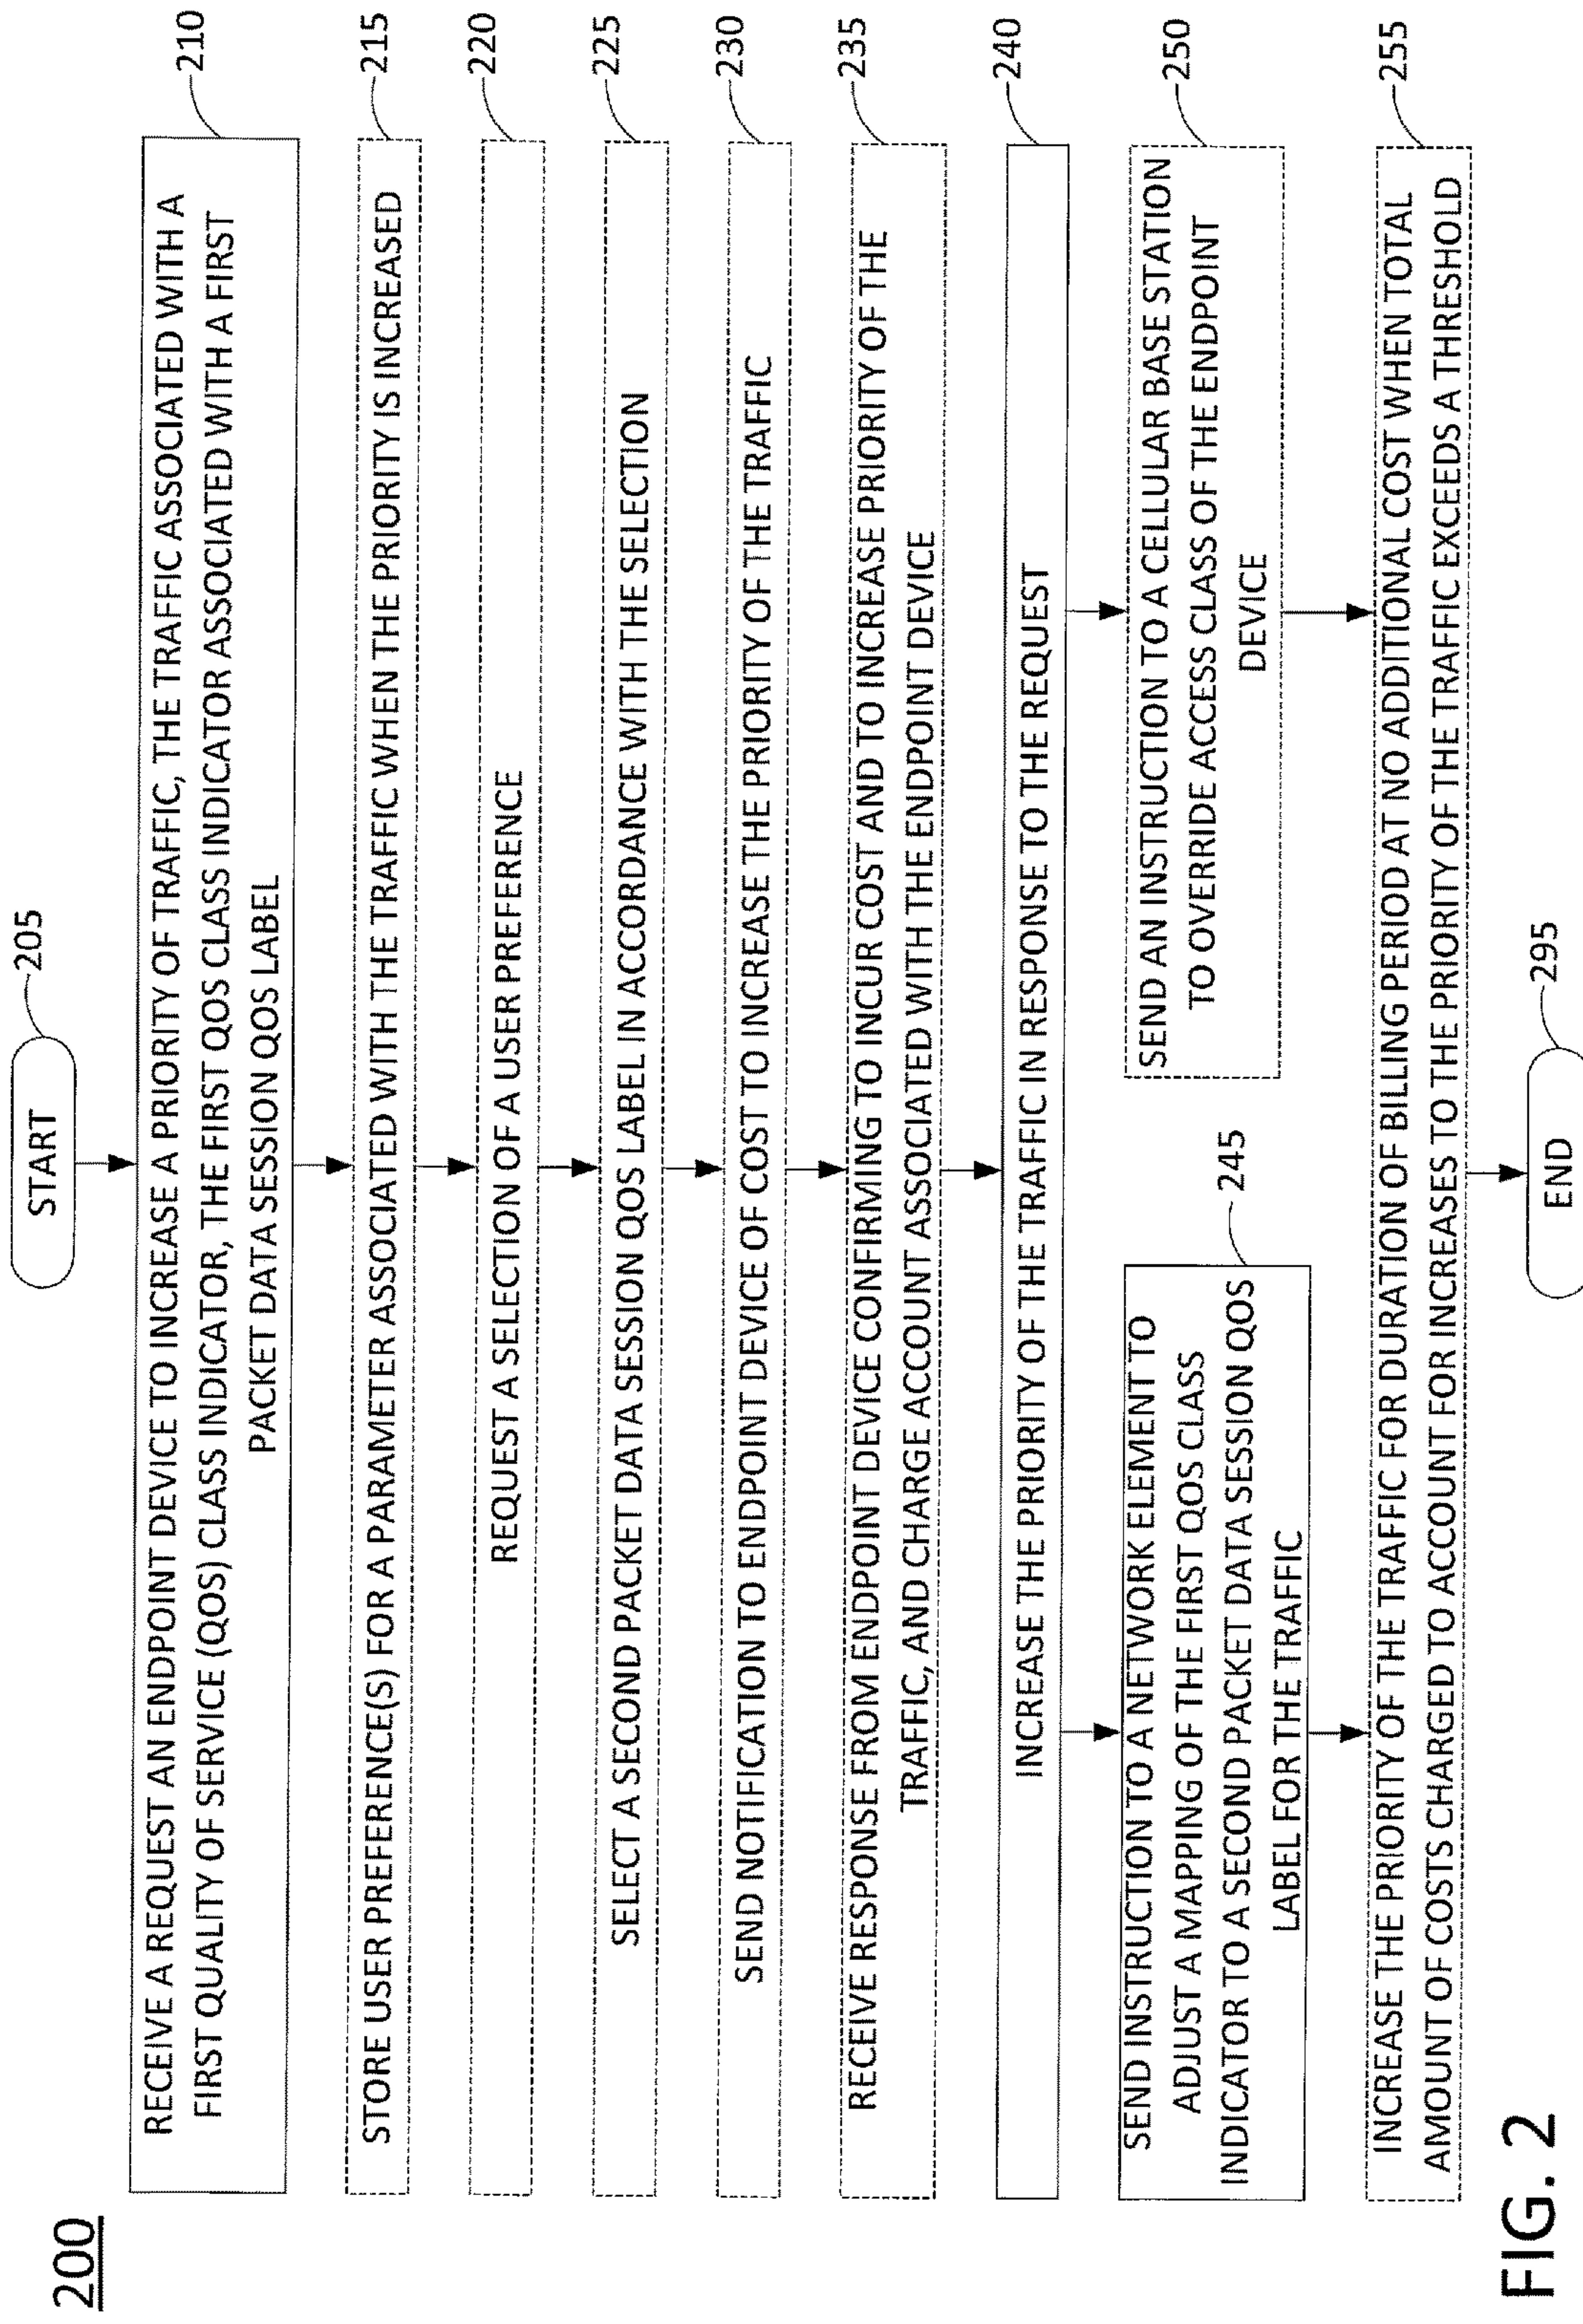 200
START
205
RECEIVE A REQUEST AN ENDPOINT DEVICE TO INCREASE A PRIORITY OF TRAFFIC, THE TRAFFIC ASSOCIATED WITH A
FIRST QUALITY OF SERVICE (QOS) CLASS INDICATOR, THE FIRST QOS CLASS INDICATOR ASSOCIATED WITH A FIRST
PACKET DATA SESSION QOS LABEL
210
STORE USER PREFERENCE(S) FOR A PARAMETER ASSOCIATED WITH THE TRAFFIC WHEN THE PRIORITY IS INCREASED
215
REQUEST A SELECTION OF A USER PREFERENCE
220
SELECT A SECOND PACKET DATA SESSION QOS LABEL IN ACCORDANCE WITH THE SELECTION
225
SEND NOTIFICATION TO ENDPOINT DEVICE OF COST TO INCREASE THE PRIORITY OF THE TRAFFIC
230
RECEIVE RESPONSE FROM ENDPOINT DEVICE CONFIRMING TO INCUR COST AND TO INCREASE PRIORITY OF THE
TRAFFIC, AND CHARGE ACCOUNT ASSOCIATED WITH THE ENDPOINT DEVICE
235
INCREASE THE PRIORITY OF THE TRAFFIC IN RESPONSE TO THE REQUEST
240
SEND INSTRUCTION TO A NETWORK ELEMENT TO
ADJUST A MAPPING OF THE FIRST QOS CLASS
INDICATOR TO A SECOND PACKET DATA SESSION QOS
LABEL FOR THE TRAFFIC
245
SEND AN INSTRUCTION TO A CELLULAR BASE STATION
TO OVERRIDE ACCESS CLASS OF THE ENDPOINT
DEVICE
250
INCREASE THE PRIORITY OF THE TRAFFIC FOR DURATION OF BILLING PERIOD AT NO ADDITIONAL COST WHEN TOTAL
AMOUNT OF COSTS CHARGED TO ACCOUNT FOR INCREASES TO THE PRIORITY OF THE TRAFFIC EXCEEDS A THRESHOLD
255
END
295
FIG. 2